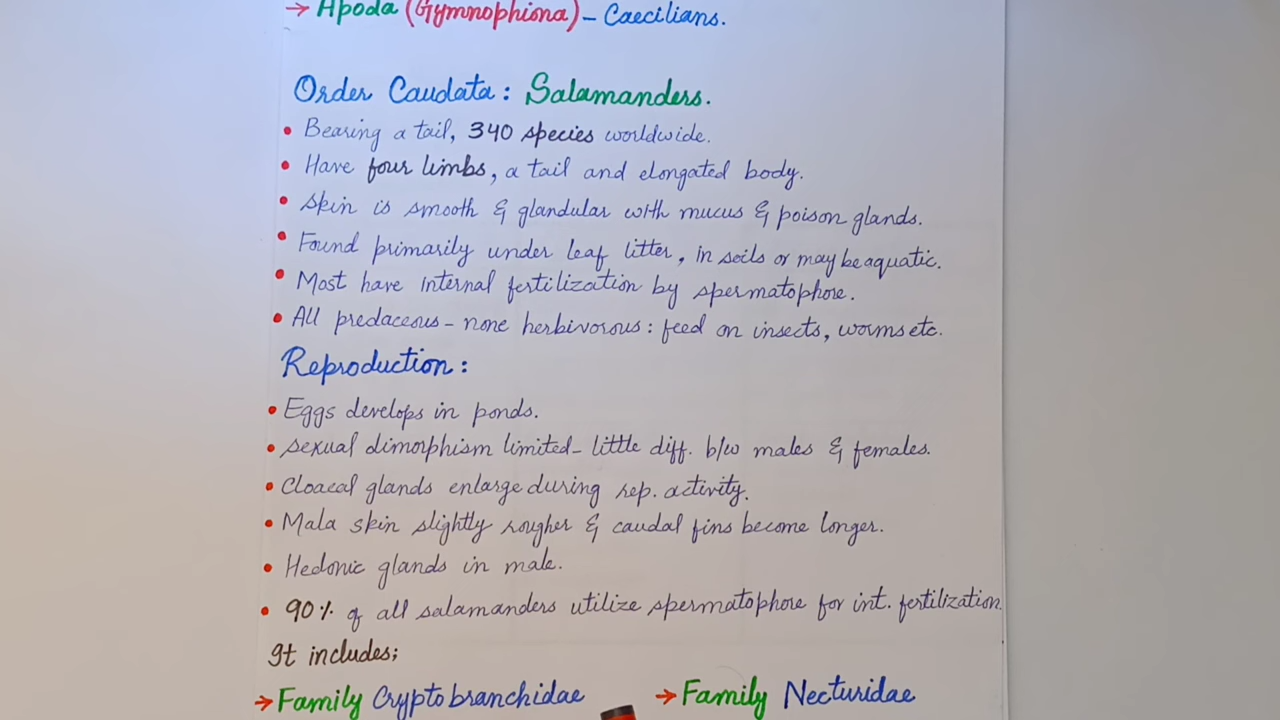 → Apoda (Gymnophiona) – Caecilians.
Order Caudata : Salamanders.
• Bearing a tail, 340 species worldwide.
• Have four limbs, a tail and elongated body.
• Skin is smooth & glandular with mucus & poison glands.
• Found primarily under leaf litter, in soils or may be aquatic.
• Most have internal fertilization by spermatophore.
• All predaceous – none herbivorous : feed on insects, worms etc.
Reproduction :
• Eggs develops in ponds.
• Sexual dimorphism limited – little diff. b/w males & females.
• Cloacal glands enlarge during rep. activity.
• Mala skin slightly rougher & caudal fins become longer.
• Hedonic glands in male.
• 90% of all salamanders utilize spermatophore for int. fertilization.
It includes;
→ Family Cryptobranchidae → Family Necturidae